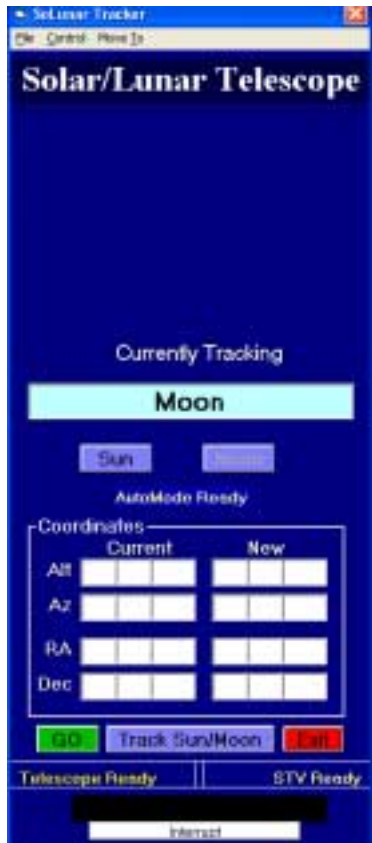 SoLunar Tracker
File Control Move To
Solar/Lunar Telescope
Currently Tracking
Moon
Sun Moon
AutoMode Ready
Coordinates
Current New
Alt
Az
RA
Dec
GO Track Sun/Moon Exit
Telescope Ready STV Ready
Interrupt